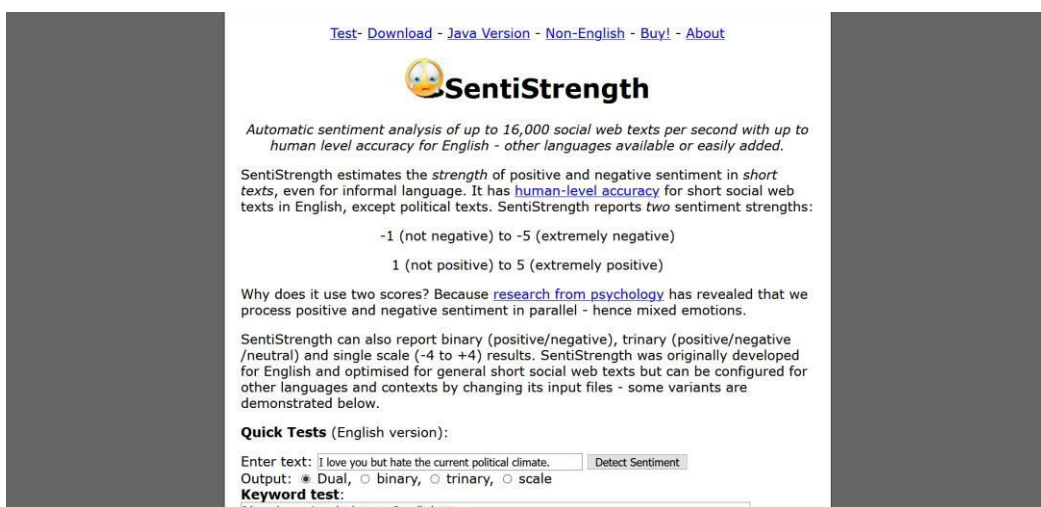 Test- Download - Java Version - Non-English - Buy! - About
SentiStrength
Automatic sentiment analysis of up to 16,000 social web texts per second with up to
human level accuracy for English - other languages available or easily added.
SentiStrength estimates the strength of positive and negative sentiment in short
texts, even for informal language. It has human-level accuracy for short social web
texts in English, except political texts. SentiStrength reports two sentiment strengths:
-1 (not negative) to -5 (extremely negative)
1 (not positive) to 5 (extremely positive)
Why does it use two scores? Because research from psychology has revealed that we
process positive and negative sentiment in parallel - hence mixed emotions.
SentiStrength can also report binary (positive/negative), trinary (positive/negative
/neutral) and single scale (-4 to +4) results. SentiStrength was originally developed
for English and optimised for general short social web texts but can be configured for
other languages and contexts by changing its input files - some variants are
demonstrated below.
Quick Tests (English version):
Enter text: I love you but hate the current political climate. Detect Sentiment
Output: Dual, binary, trinary, scale
Keyword test: